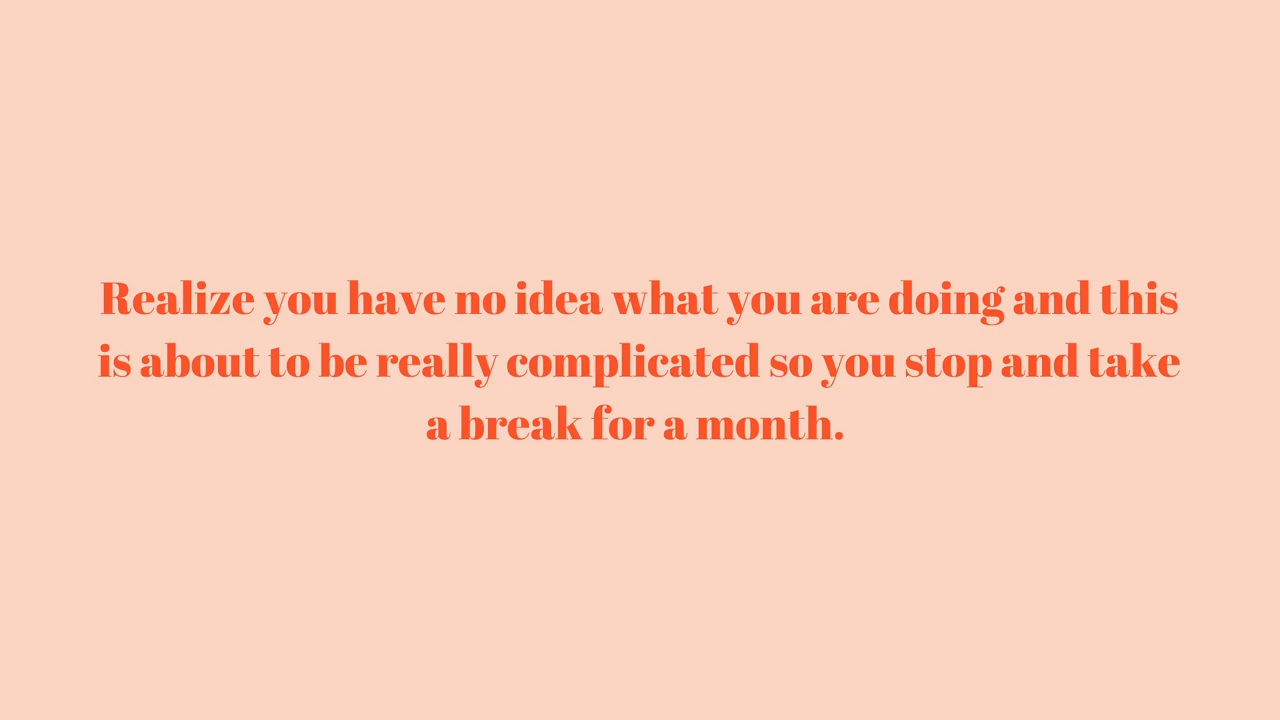 Realize you have no idea what you are doing and this
is about to be really complicated so you stop and take
a break for a month.